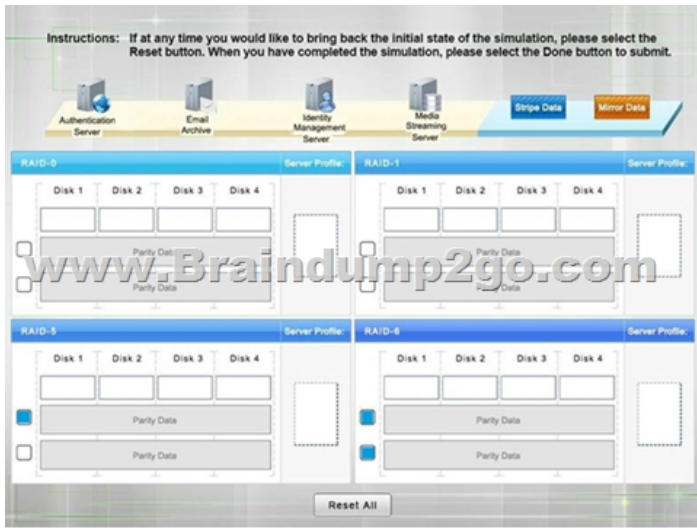 Instructions: If at any time you would like to bring back the initial state of the simulation, please select the
Reset button. When you have completed the simulation, please select the Done button to submit.
Authentication
Server
Email
Archive
Identity
Management
Server
Media
Streaming
Server
Stripe Data
Mirror Data
RAID-0 Server Profile:
Disk 1 Disk 2 Disk 3 Disk 4
Parity Data
Parity Data
RAID-1 Server Profile:
Disk 1 Disk 2 Disk 3 Disk 4
Parity Data
Parity Data
www.Braindump2go.com
RAID-5 Server Profile:
Disk 1 Disk 2 Disk 3 Disk 4
Parity Data
Parity Data
RAID-6 Server Profile:
Disk 1 Disk 2 Disk 3 Disk 4
Parity Data
Parity Data
Reset All